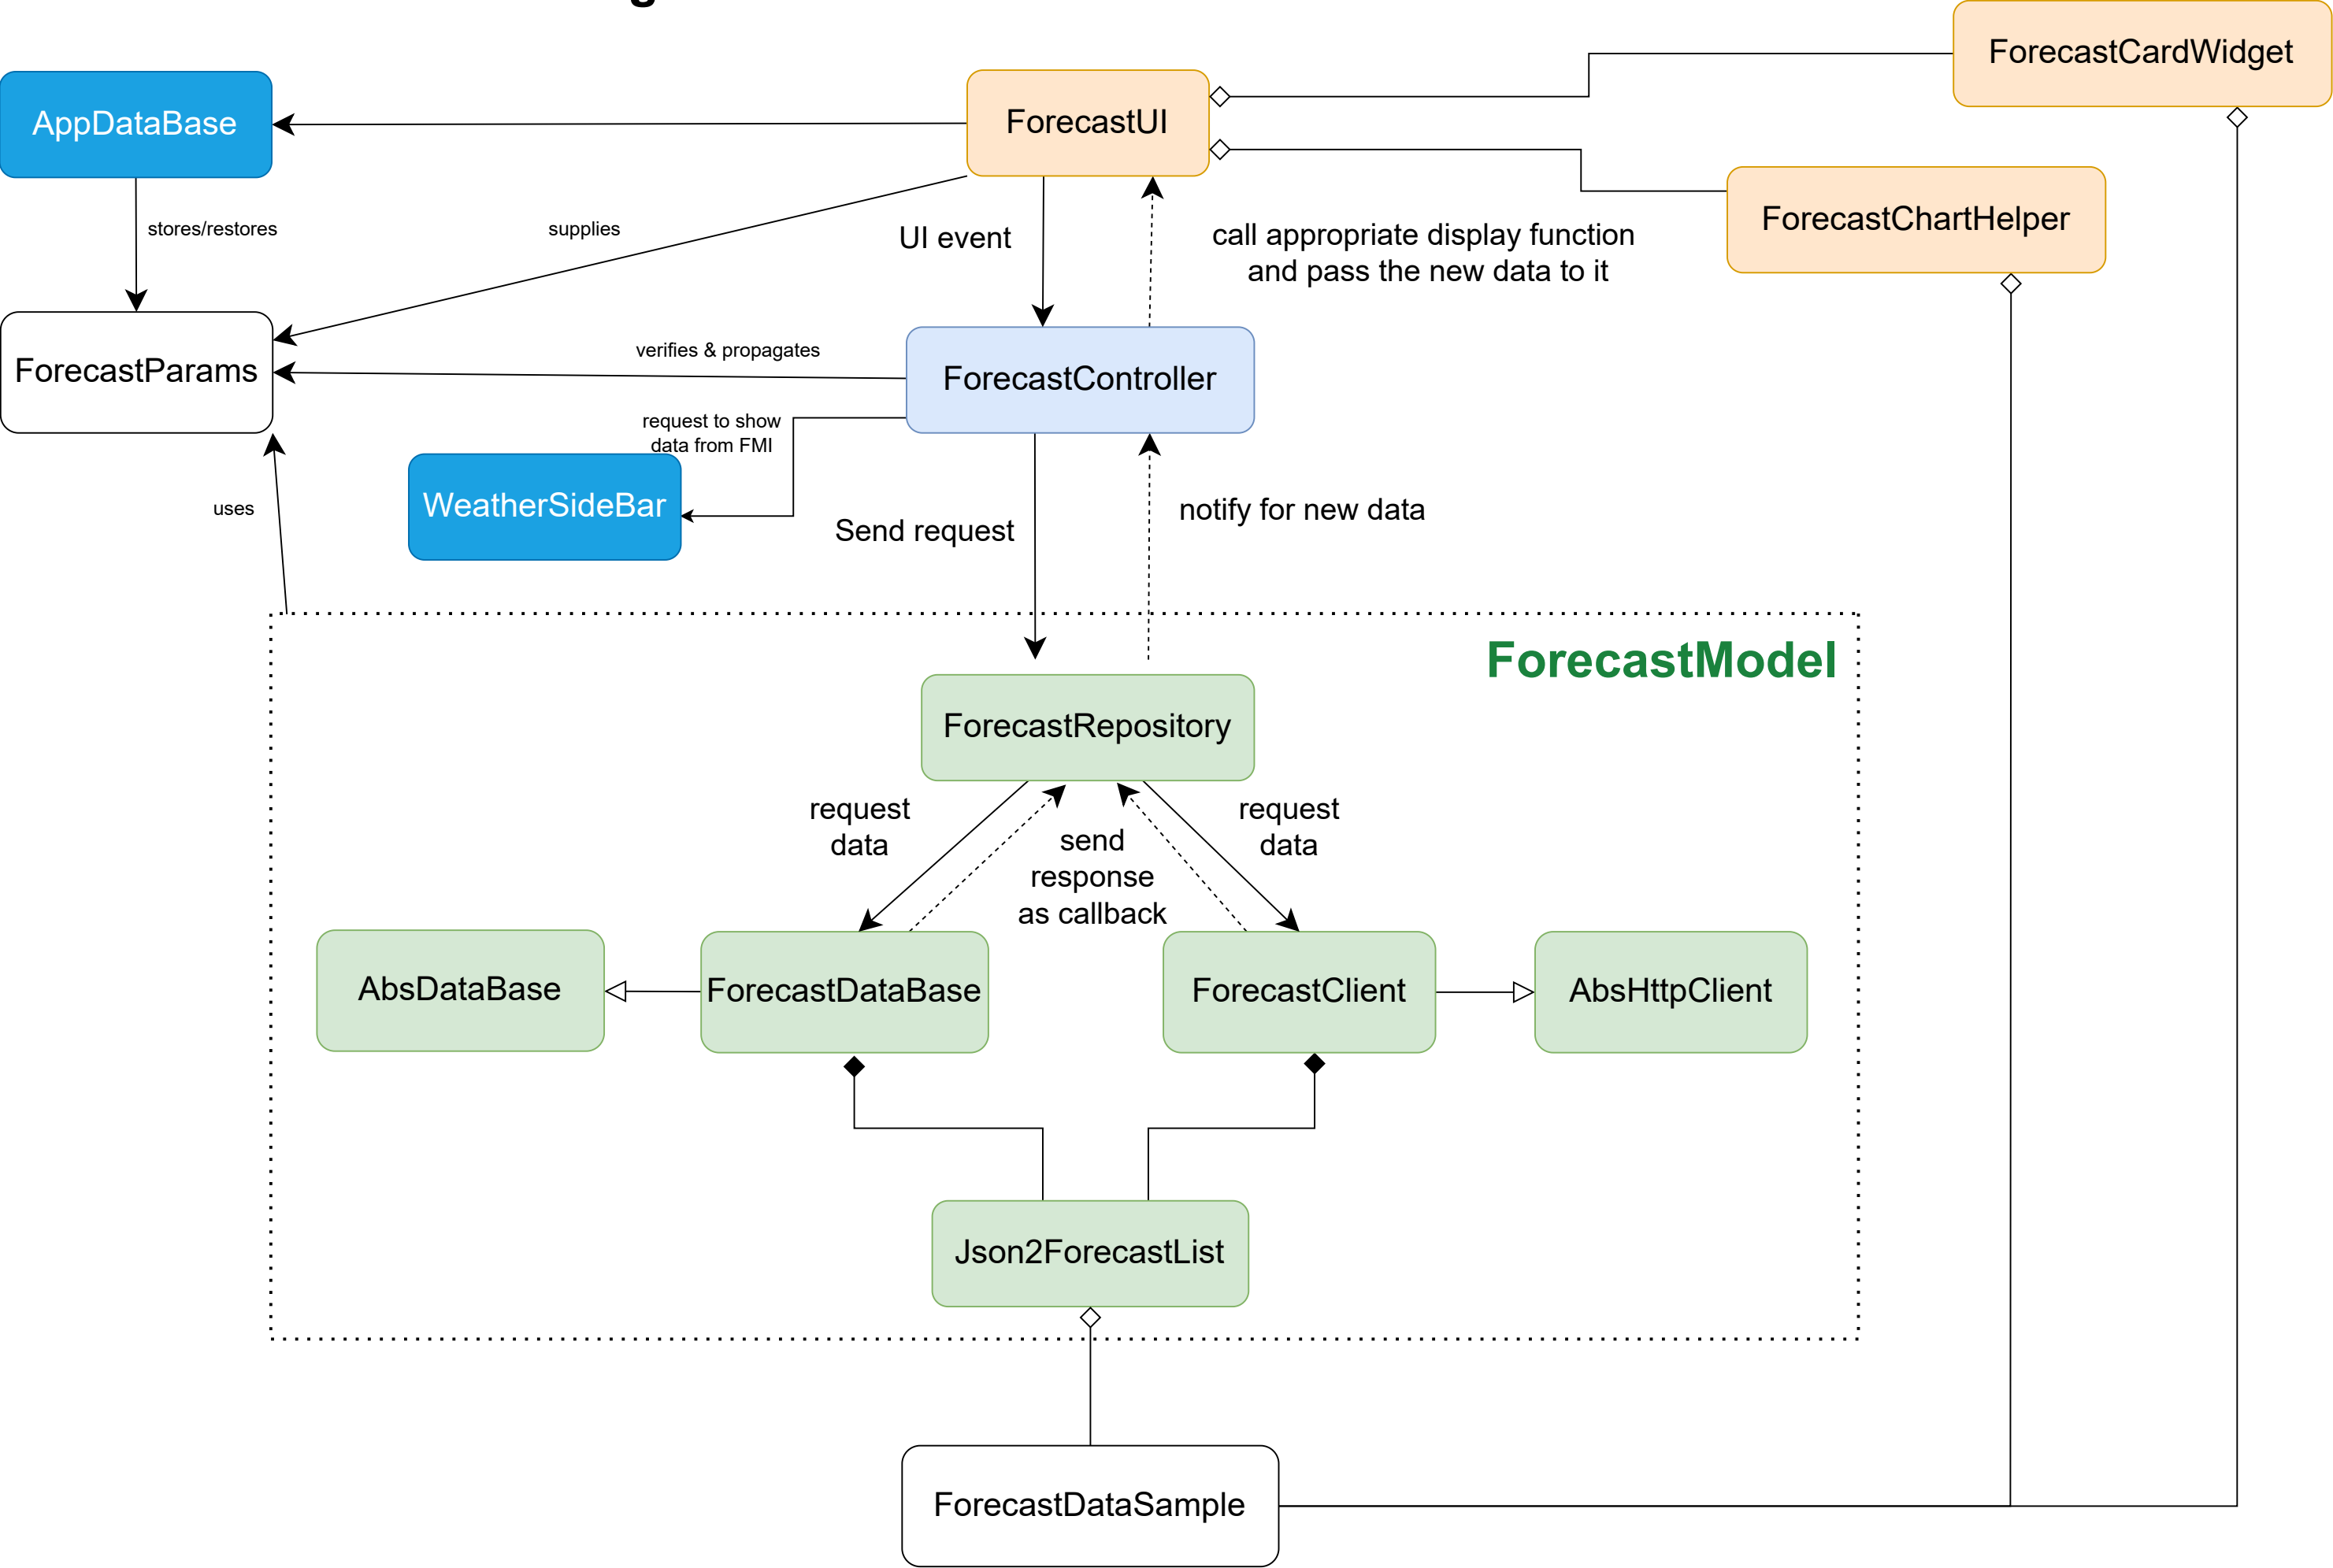 ForecastCardWidget
AppDataBase
ForecastUI
ForecastChartHelper
stores/restores
supplies
UI event
call appropriate display function
and pass the new data to it
ForecastParams
verifies & propagates
ForecastController
request to show
data from FMI
WeatherSideBar
uses
Send request
notify for new data
ForecastModel
ForecastRepository
request
data
send
response
as callback
request
data
AbsDataBase
ForecastDataBase
ForecastClient
AbsHttpClient
Json2ForecastList
ForecastDataSample